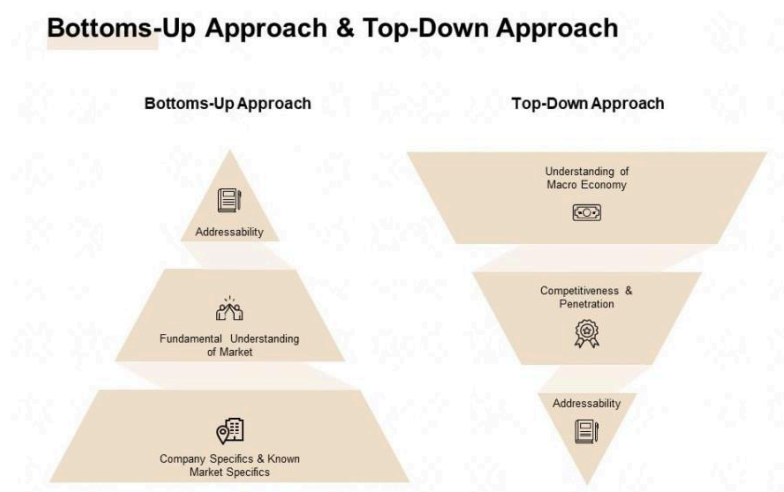 Bottoms-Up Approach & Top-Down Approach
Bottoms-Up Approach
Addressability
Fundamental Understanding
of Market
Company Specifics & Known
Market Specifics
Top-Down Approach
Understanding of
Macro Economy
Competitiveness &
Penetration
Addressability